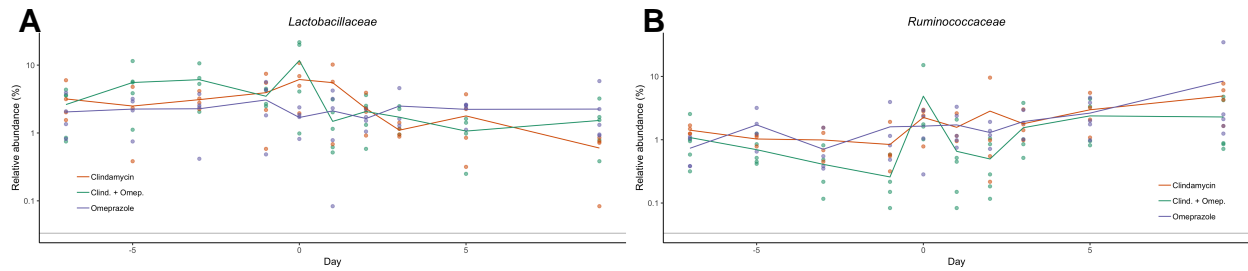 A
Lactobacillaceae
Relative abundance (%)
10
1
0.1
Clindamycin
Clind. + Omep.
Omeprazole
-5
0
5
Day
B
Ruminococcaceae
Relative abundance (%)
10
1
0.1
Clindamycin
Clind. + Omep.
Omeprazole
-5
0
5
Day